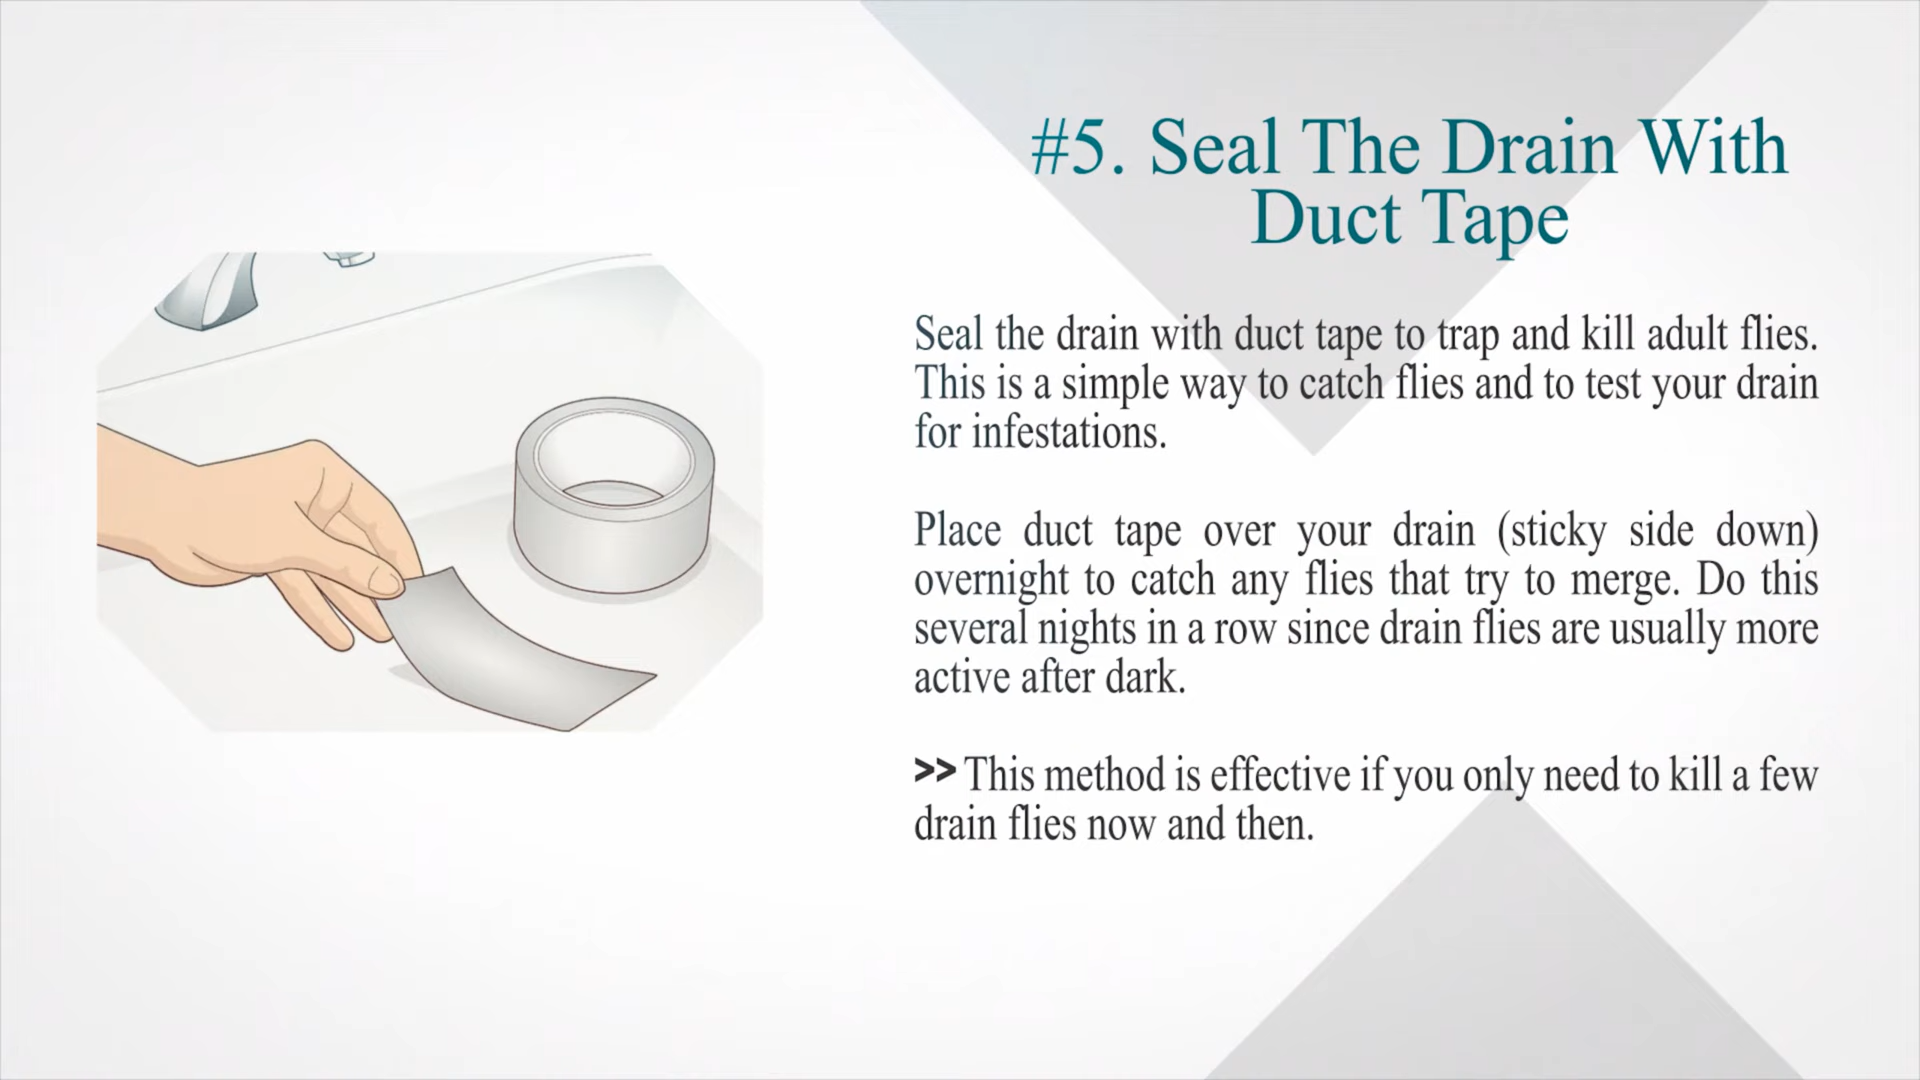 #5. Seal The Drain With
Duct Tape
Seal the drain with duct tape to trap and kill adult flies.
This is a simple way to catch flies and to test your drain
for infestations.
Place duct tape over your drain (sticky side down)
overnight to catch any flies that try to merge. Do this
several nights in a row since drain flies are usually more
active after dark.
>> This method is effective if you only need to kill a few
drain flies now and then.